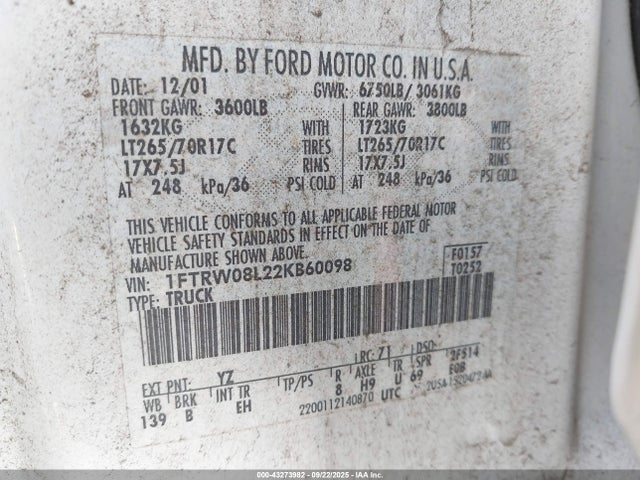 MFD. BY FORD MOTOR CO. IN U.S.A.
DATE: 12/01 GVWR: 6750LB/ 3061KG
FRONT GAWR: 3600LB REAR GAWR: 3800LB
1632KG WITH 1723KG WITH
LT265/70R17C TIRES LT265/70R17C TIRES
17X7.5J RIMS 17X7.5J RIMS
AT 248 kPa/36 PSI COLD AT 248 kPa/36 PSI COLD
THIS VEHICLE CONFORMS TO ALL APPLICABLE FEDERAL MOTOR
VEHICLE SAFETY STANDARDS IN EFFECT ON THE DATE OF
MANUFACTURE SHOWN ABOVE.
VIN: 1FTRW08L22KB60098 F0157
TYPE: TRUCK T0252
EXT PNT: YZ RC: 71 DSO:
WB BRK INT TR TP/PS R AXLE TR SPR 2F514
139 B EH 8 H9 U 69 EOB
2200112140870 UTC
000-43273982 - 09/22/2025 - IAA Inc.